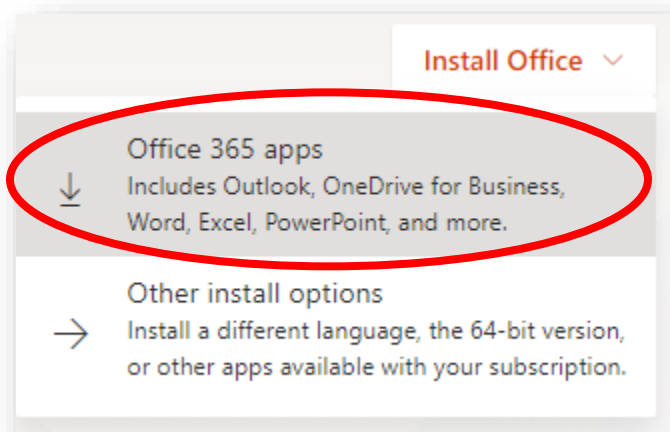 Install Office
Office 365 apps
Includes Outlook, OneDrive for Business,
Word, Excel, PowerPoint, and more.
Other install options
Install a different language, the 64-bit version,
or other apps available with your subscription.